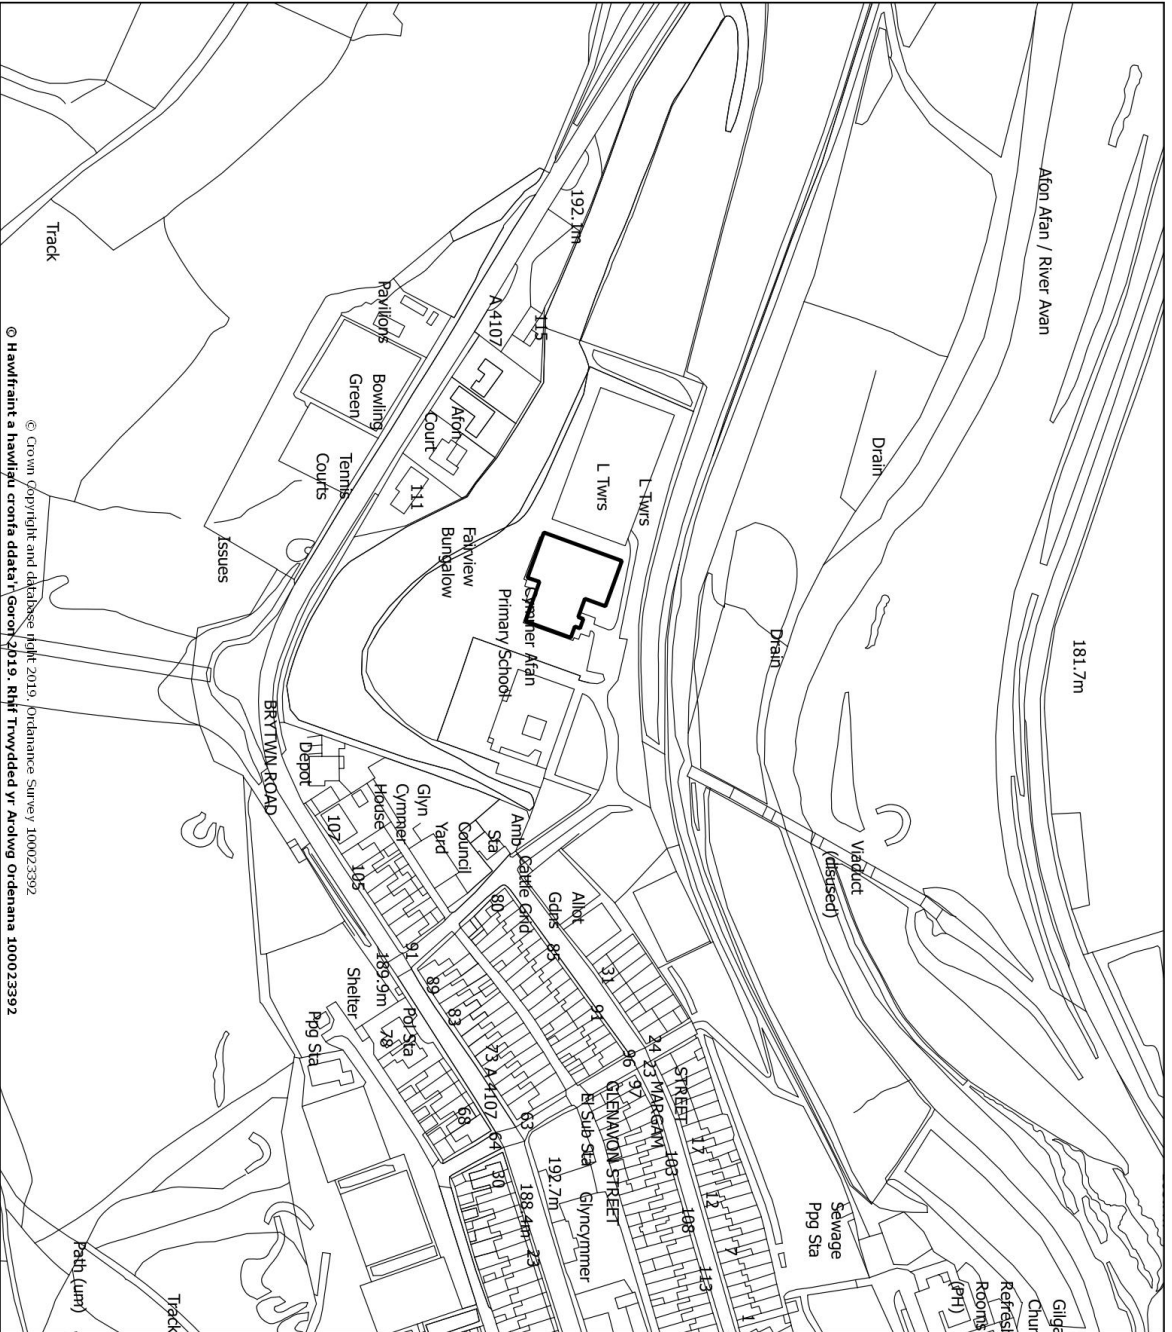 Afon Afan / River Avan
181.7m
Drain
Drain
Viaduct
(disused)
Track
192.1m
A 4107
115
Pavilions
Bowling
Green
Tennis
Courts
Afon
Court
111
L Twrs
L Twrs
Issues
Fairview
Bungalow
Cymmer Afan
Primary School
BRYTWN ROAD
Depot
107
105
Glyn
Cymmer
House
Council
Yard
Amb
Sta
Cattle Grid
Allot
Gdns
80
85
31
91
91
89
83
189.9m
Shelter
Pol Sta
78
Ppg Sta
73
A 4107
68
63
64
96
97
24
23
MARGAM
STREET
GLENAVON STREET
El Sub Sta
103
108
113
17
12
7
1
30
23
188.4m
192.7m
Glyncymmer
Sewage
Ppg Sta
(PH)
Path (um)
Track
© Crown Copyright and database right 2019. Ordanance Survey 100023392
© Hawlfraint a hawliau cronfa ddata'r Goron 2019. Rhif Trwydded yr Arolwg Ordenana 100023392